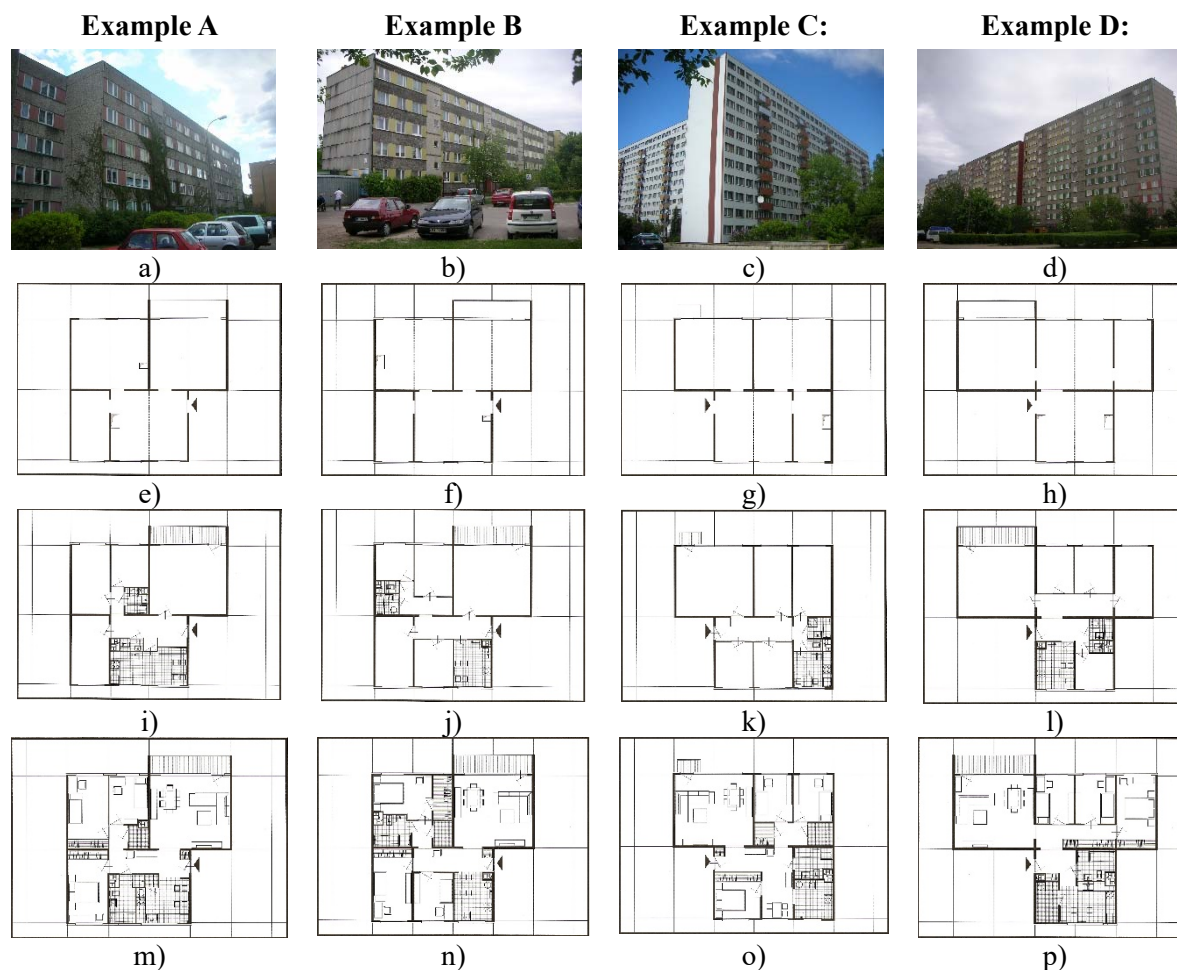 Example A Example B Example C: Example D:
a) b) c) d)
e) f) g) h)
i) j) k) l)
m) n) o) p)